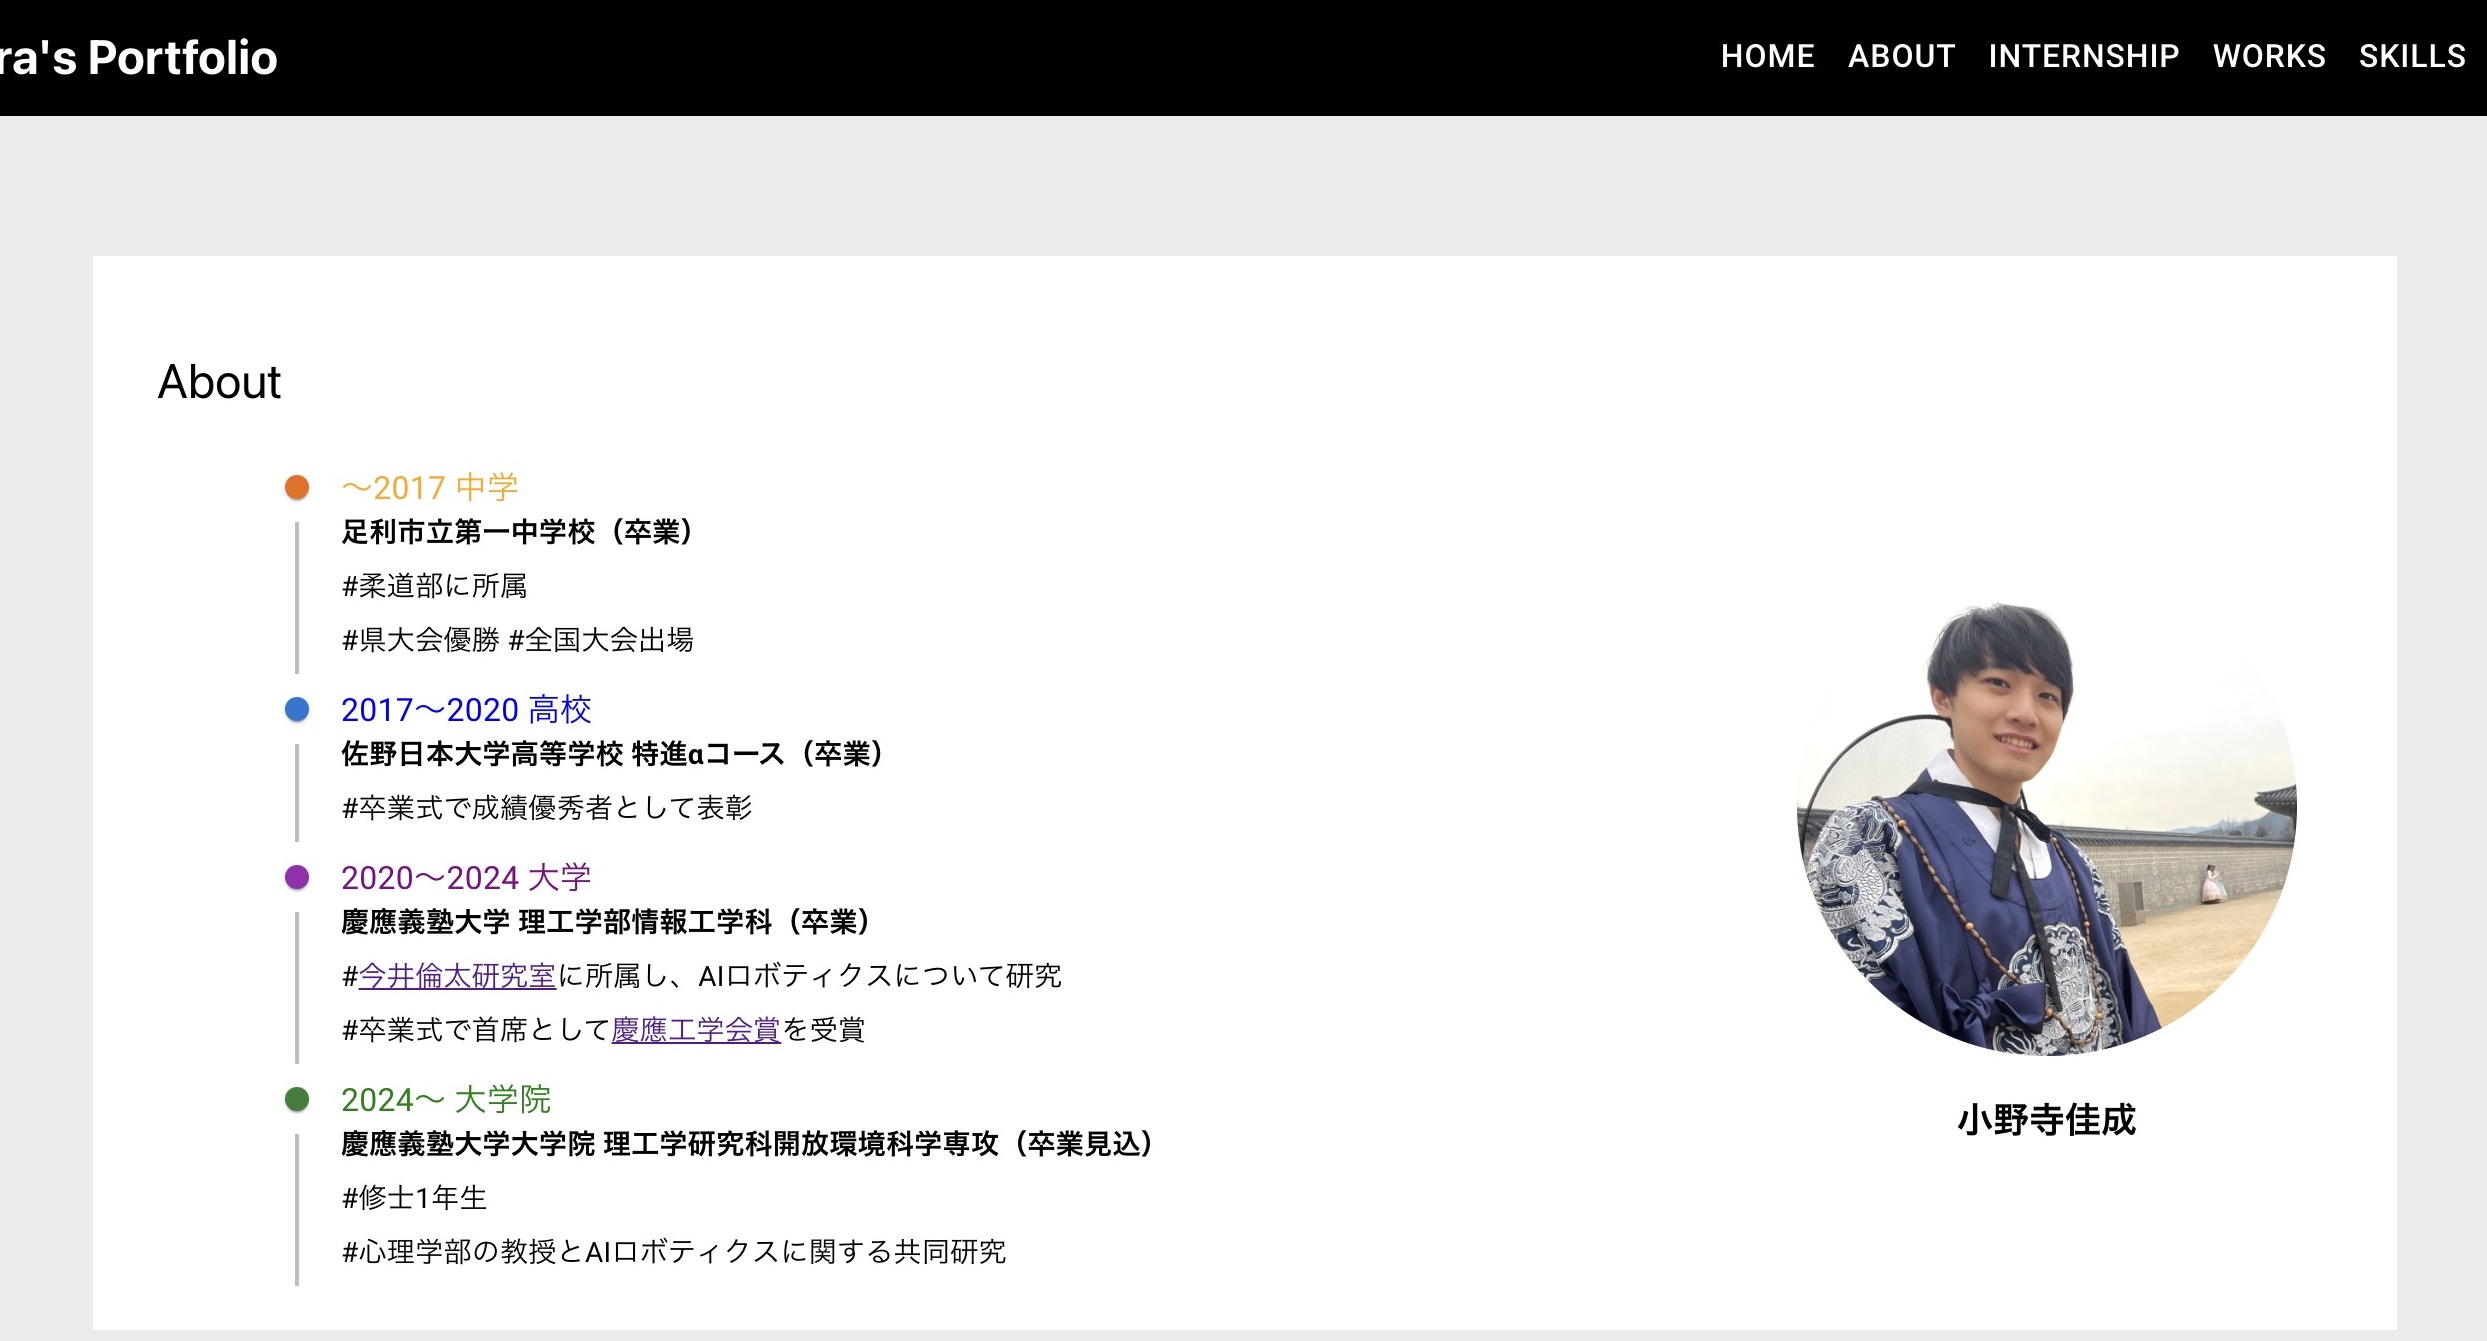 ra's Portfolio
HOME ABOUT INTERNSHIP WORKS SKILLS
About
〜2017 中学
足利市立第一中学校（卒業）
#柔道部に所属
#県大会優勝 #全国大会出場
2017〜2020 高校
佐野日本大学高等学校 特進αコース（卒業）
#卒業式で成績優秀者として表彰
2020〜2024 大学
慶應義塾大学 理工学部情報工学科（卒業）
#今井倫太研究室に所属し、AIロボティクスについて研究
#卒業式で首席として慶應工学会賞を受賞
2024〜 大学院
慶應義塾大学大学院 理工学研究科開放環境科学専攻（卒業見込）
#修士1年生
#心理学部の教授とAIロボティクスに関する共同研究
小野寺佳成